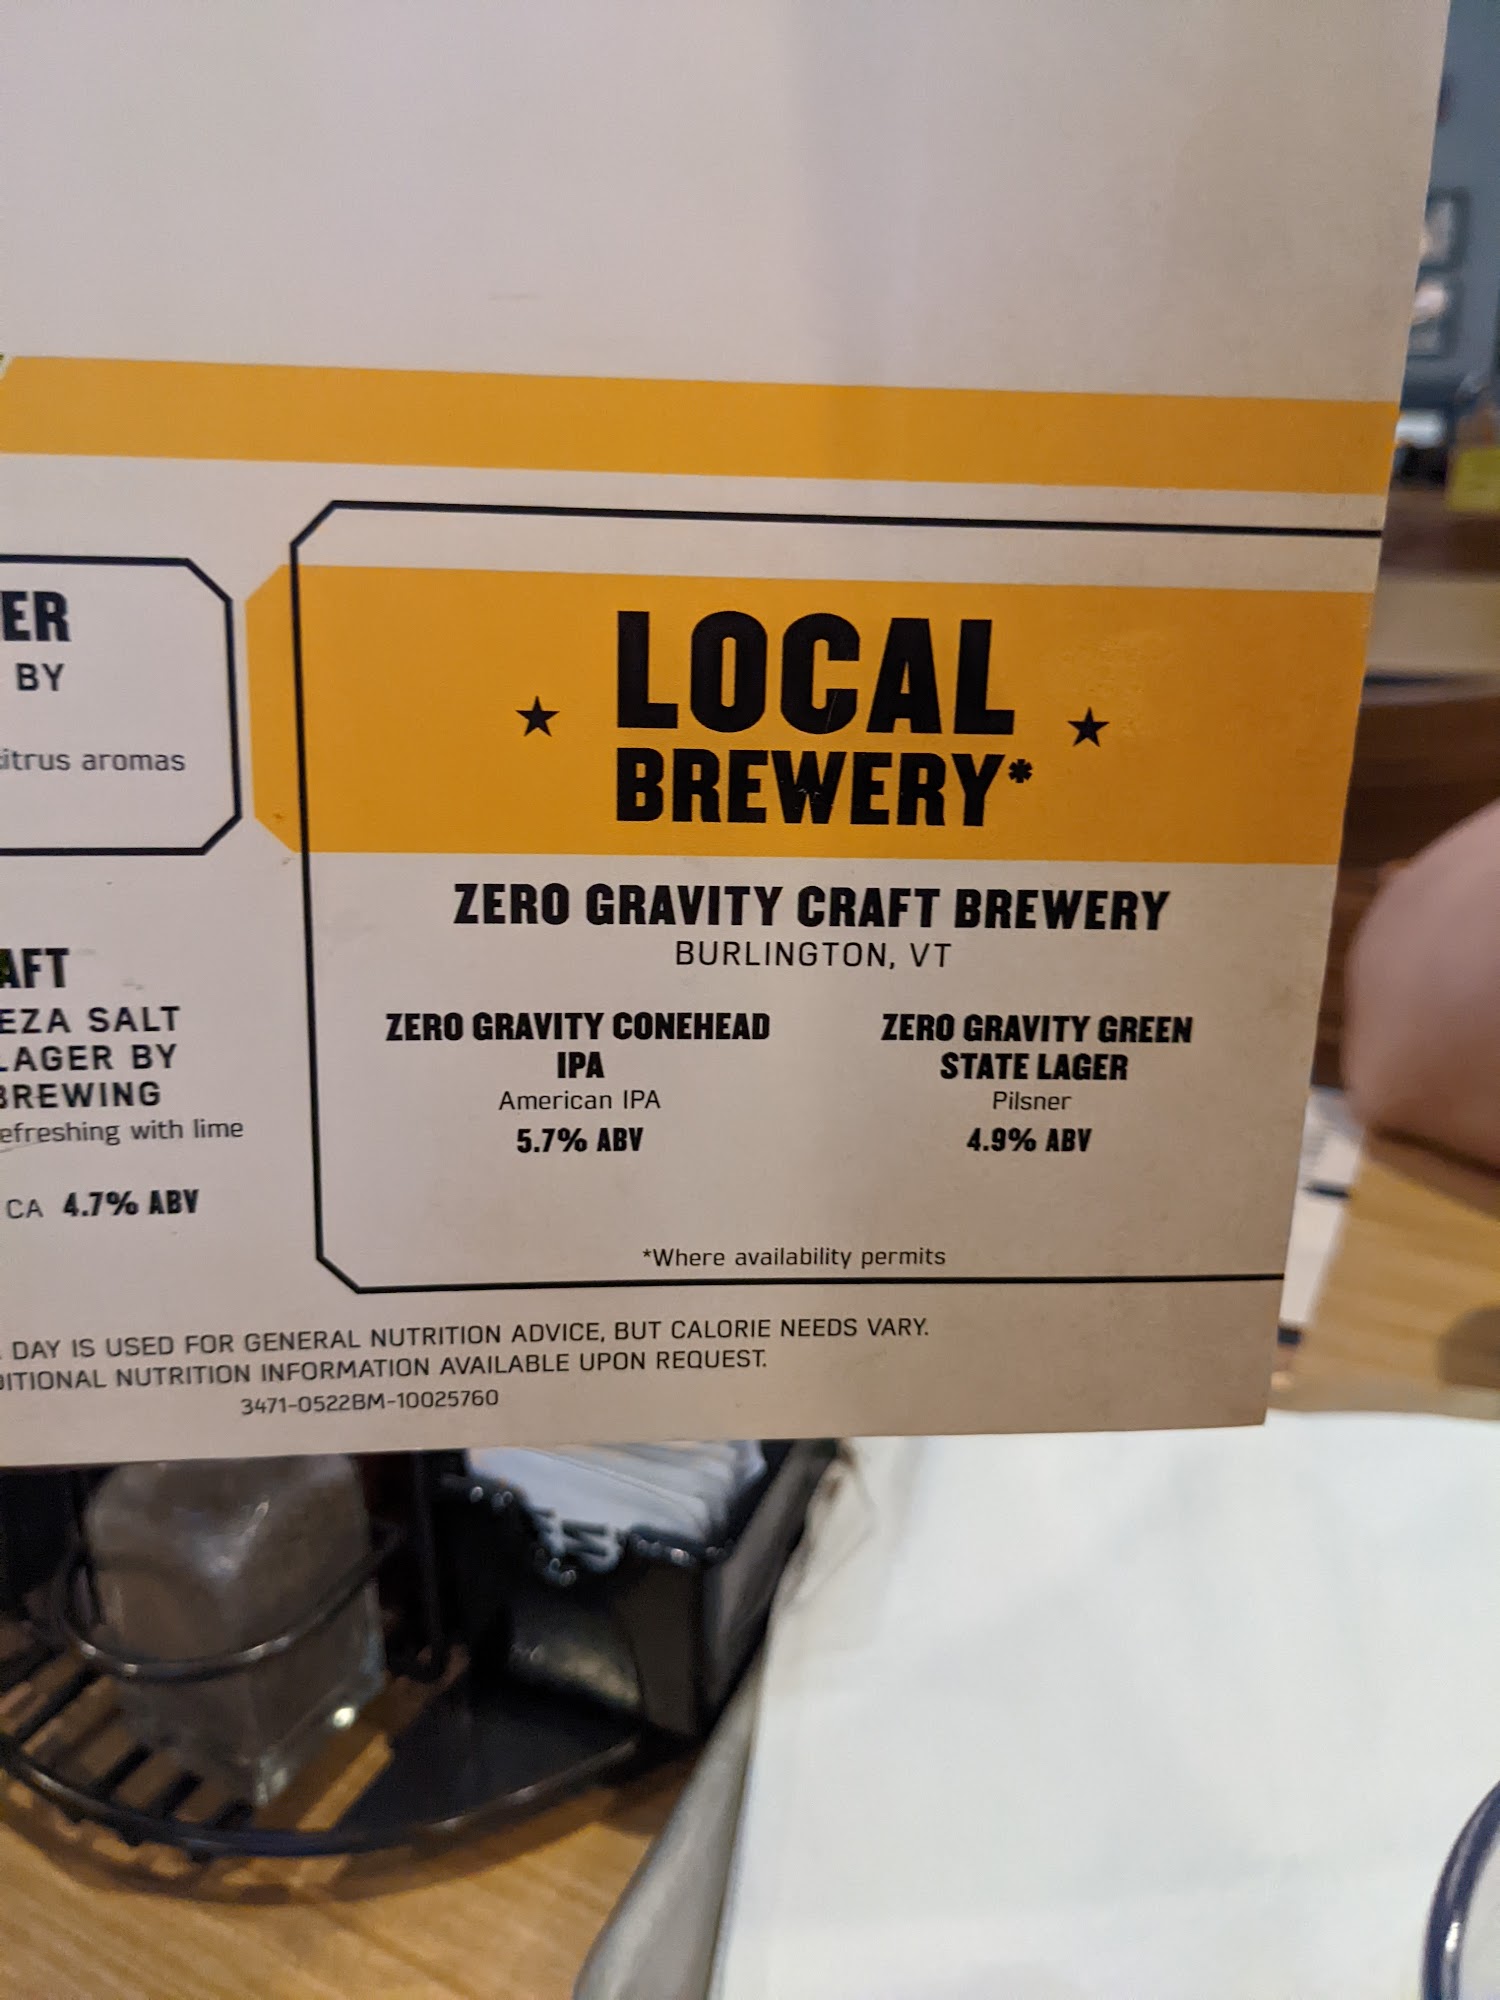 ER
BY
itrus aromas
AFT
EZA SALT
LAGER BY
BREWING
efreshing with lime
CA 4.7% ABV
LOCAL
BREWERY*
ZERO GRAVITY CRAFT BREWERY
BURLINGTON, VT
ZERO GRAVITY CONEHEAD
IPA
American IPA
5.7% ABV
ZERO GRAVITY GREEN
STATE LAGER
Pilsner
4.9% ABV
*Where availability permits
DAY IS USED FOR GENERAL NUTRITION ADVICE, BUT CALORIE NEEDS VARY.
DITIONAL NUTRITION INFORMATION AVAILABLE UPON REQUEST.
3471-0522BM-10025760